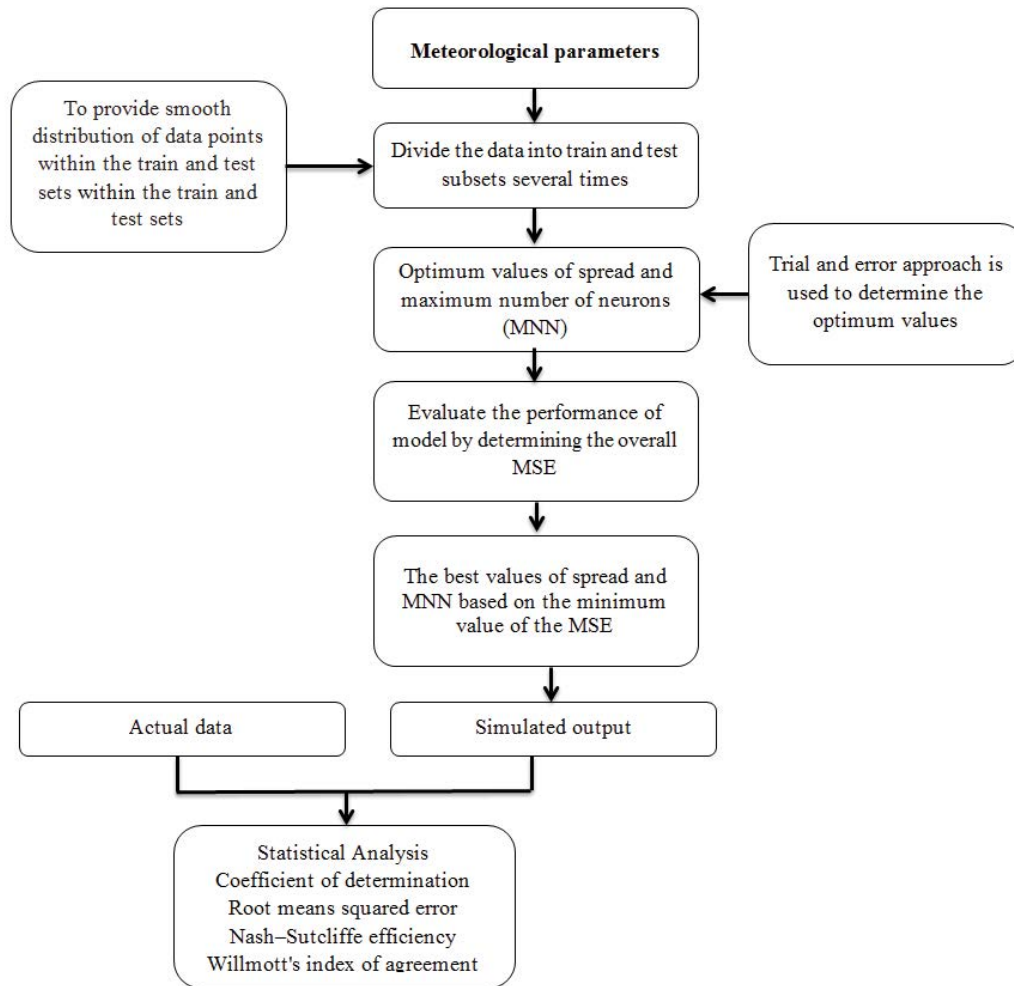 Meteorological parameters
To provide smooth
distribution of data points
within the train and test
sets within the train and
test sets
Divide the data into train and test
subsets several times
Optimum values of spread and
maximum number of neurons
(MNN)
Trial and error approach is
used to determine the
optimum values
Evaluate the performance of
model by determining the overall
MSE
The best values of spread and
MNN based on the minimum
value of the MSE
Actual data
Simulated output
Statistical Analysis
Coefficient of determination
Root means squared error
Nash–Sutcliffe efficiency
Willmott's index of agreement